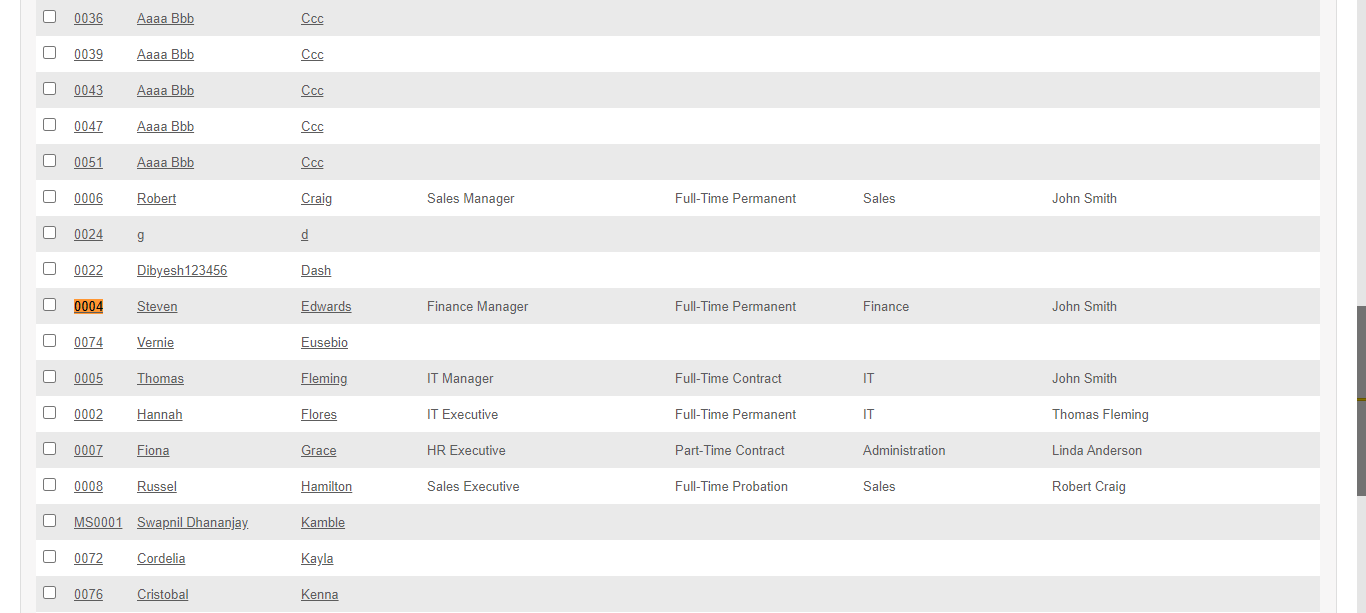 0036 Aaaa Bbb Ccc
0039 Aaaa Bbb Ccc
0043 Aaaa Bbb Ccc
0047 Aaaa Bbb Ccc
0051 Aaaa Bbb Ccc
0006 Robert Craig Sales Manager Full-Time Permanent Sales John Smith
0024 g d
0022 Dibyesh123456 Dash
0004 Steven Edwards Finance Manager Full-Time Permanent Finance John Smith
0074 Vernie Eusebio
0005 Thomas Fleming IT Manager Full-Time Contract IT John Smith
0002 Hannah Flores IT Executive Full-Time Permanent IT Thomas Fleming
0007 Fiona Grace HR Executive Part-Time Contract Administration Linda Anderson
0008 Russel Hamilton Sales Executive Full-Time Probation Sales Robert Craig
MS0001 Swapnil Dhananjay Kamble
0072 Cordelia Kayla
0076 Cristobal Kenna